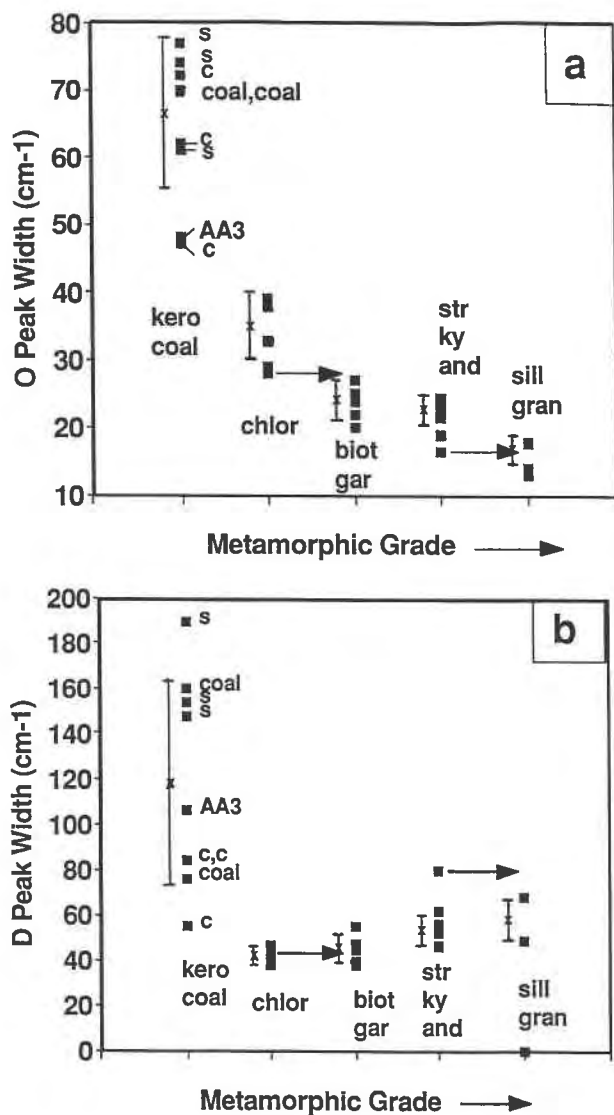 a
O Peak Width (cm-1)
80
70
60
50
40
30
20
10
s
s
c
coal,coal
c
s
AA3
c
kero
coal
chlor
biot
gar
str
ky
and
sill
gran
Metamorphic Grade
b
D Peak Width (cm-1)
200
180
160
140
120
100
80
60
40
20
0
s
coal
s
s
AA3
c,c
coal
c
kero
coal
chlor
biot
gar
str
ky
and
sill
gran
Metamorphic Grade